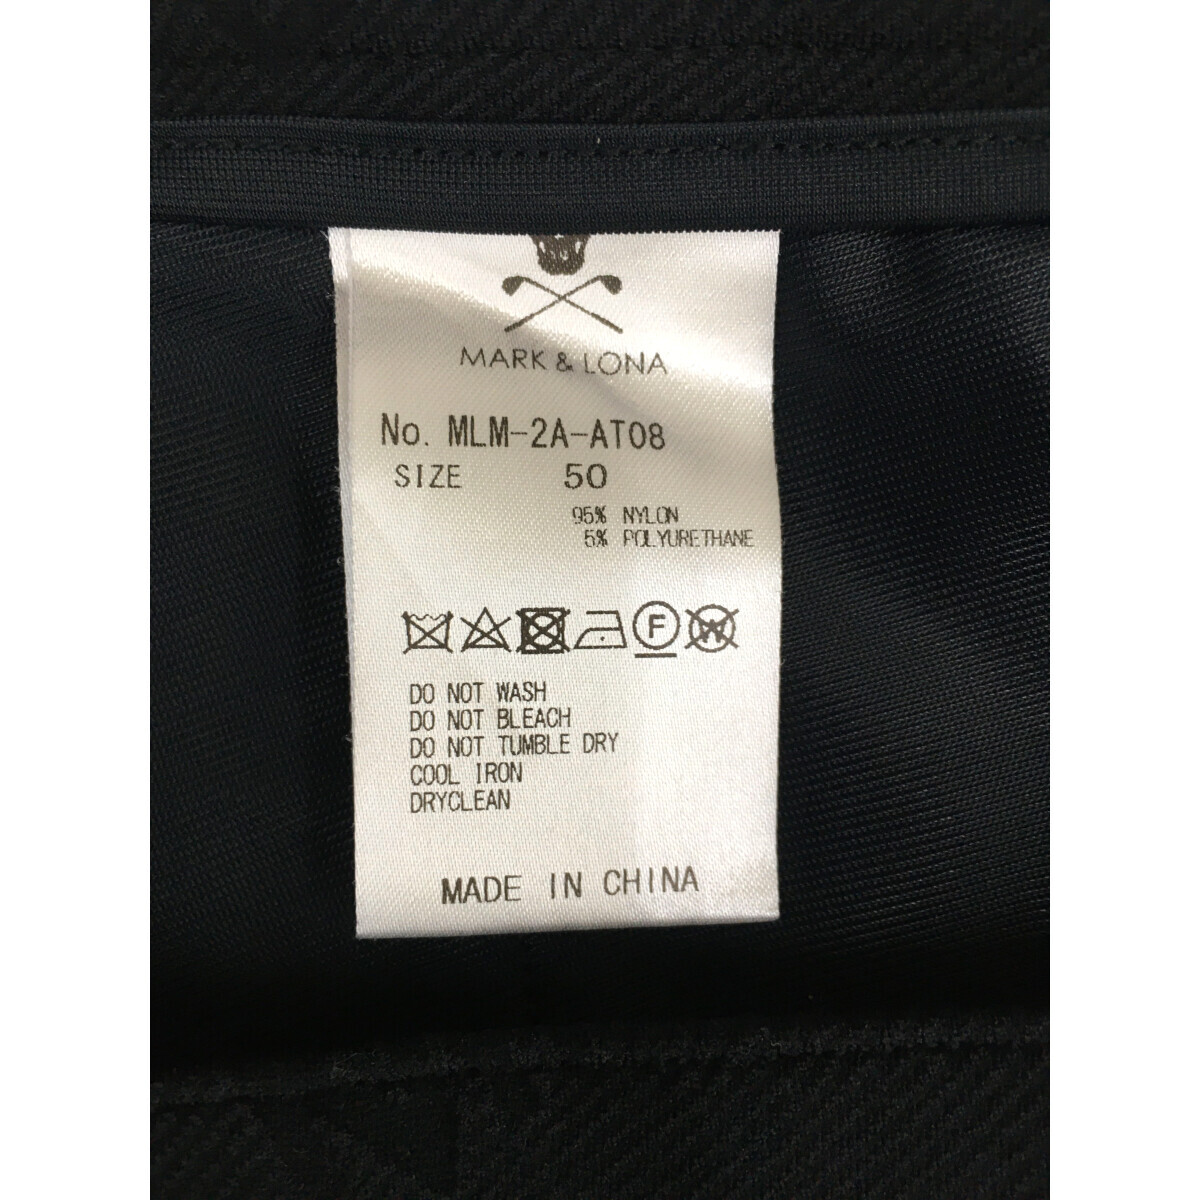 MARK & LONA
No. MLM-2A-AT08
SIZE 50
95% NYLON
5% POLYURETHANE
F W
DO NOT WASH
DO NOT BLEACH
DO NOT TUMBLE DRY
COOL IRON
DRYCLEAN
MADE IN CHINA